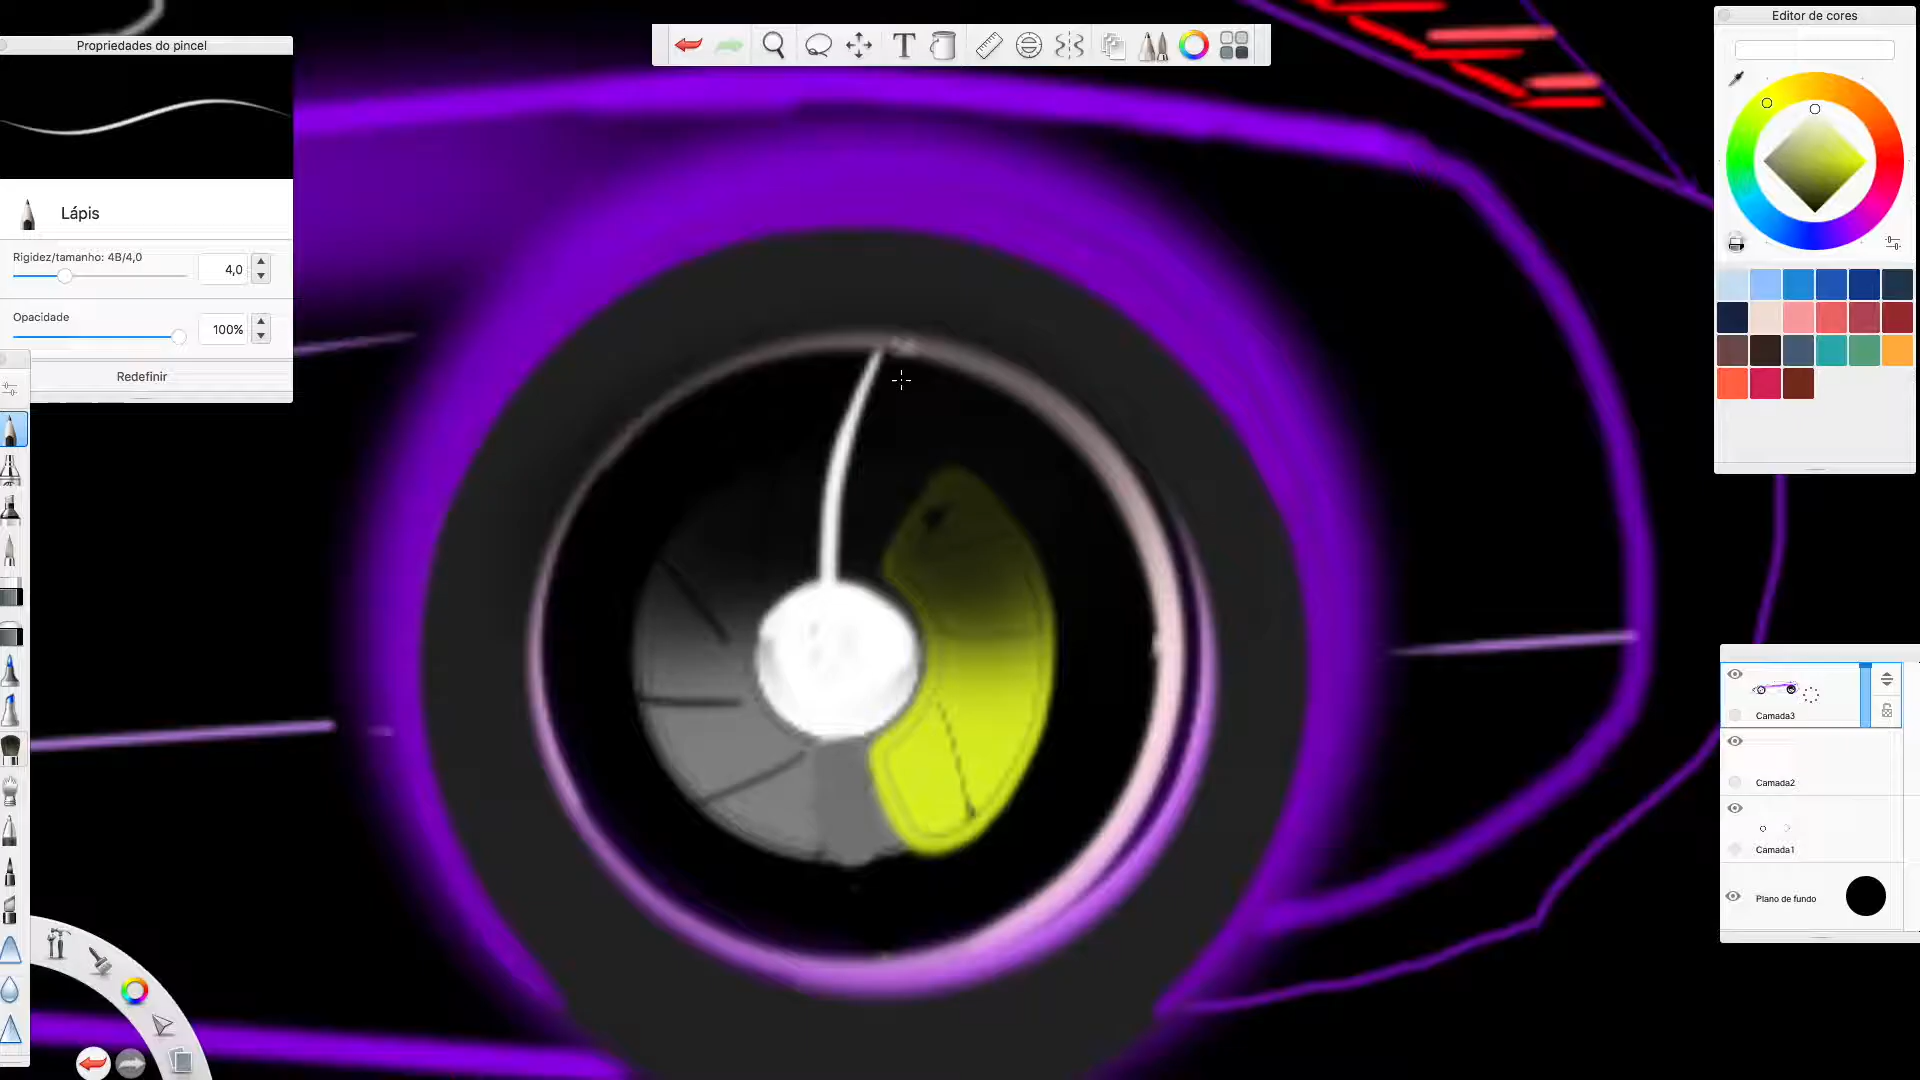 Propriedades do pincel
Lápis
Rigidez/tamanho: 4B/4,0
4,0
Opacidade
100%
Redefinir
T
Editor de cores
Camada3
Camada2
Camada1
Plano de fundo